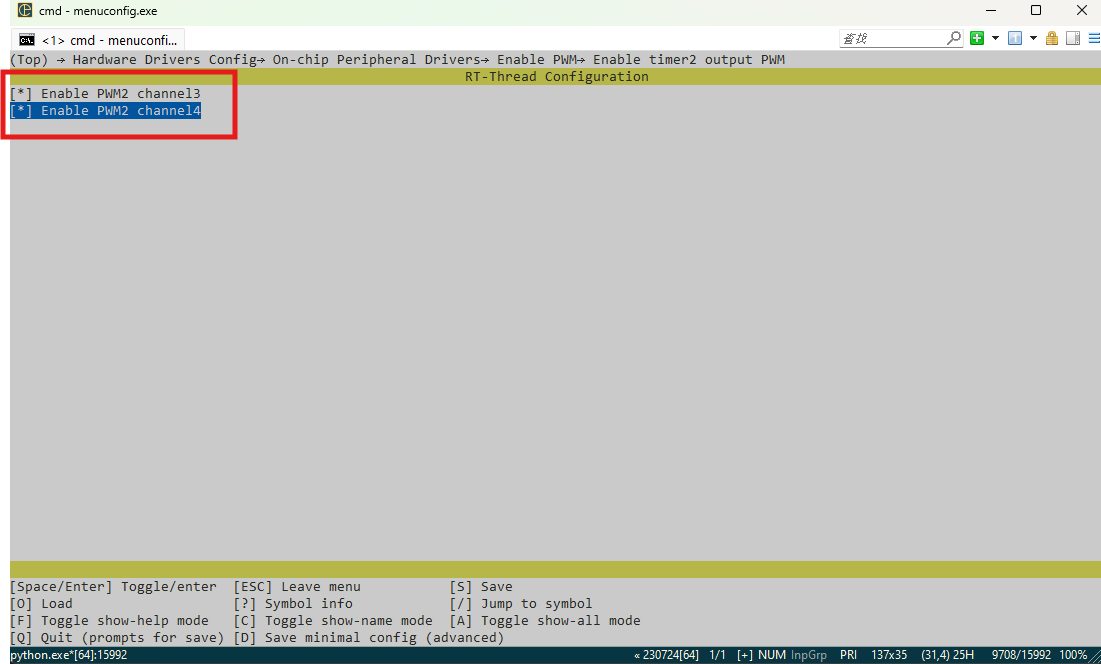 cmd - menuconfig.exe
<1> cmd - menuconfi...
查找
(Top) → Hardware Drivers Config→ On-chip Peripheral Drivers→ Enable PWM→ Enable timer2 output PWM
RT-Thread Configuration
[*] Enable PWM2 channel3
[*] Enable PWM2 channel4
[Space/Enter] Toggle/enter [ESC] Leave menu [S] Save
[O] Load [?] Symbol info [/] Jump to symbol
[F] Toggle show-help mode [C] Toggle show-name mode [A] Toggle show-all mode
[Q] Quit (prompts for save) [D] Save minimal config (advanced)
python.exe*[64]:15992 « 230724[64] 1/1 [+] NUM InpGrp PRI 137x35 (31,4) 25H 9708/15992 100%